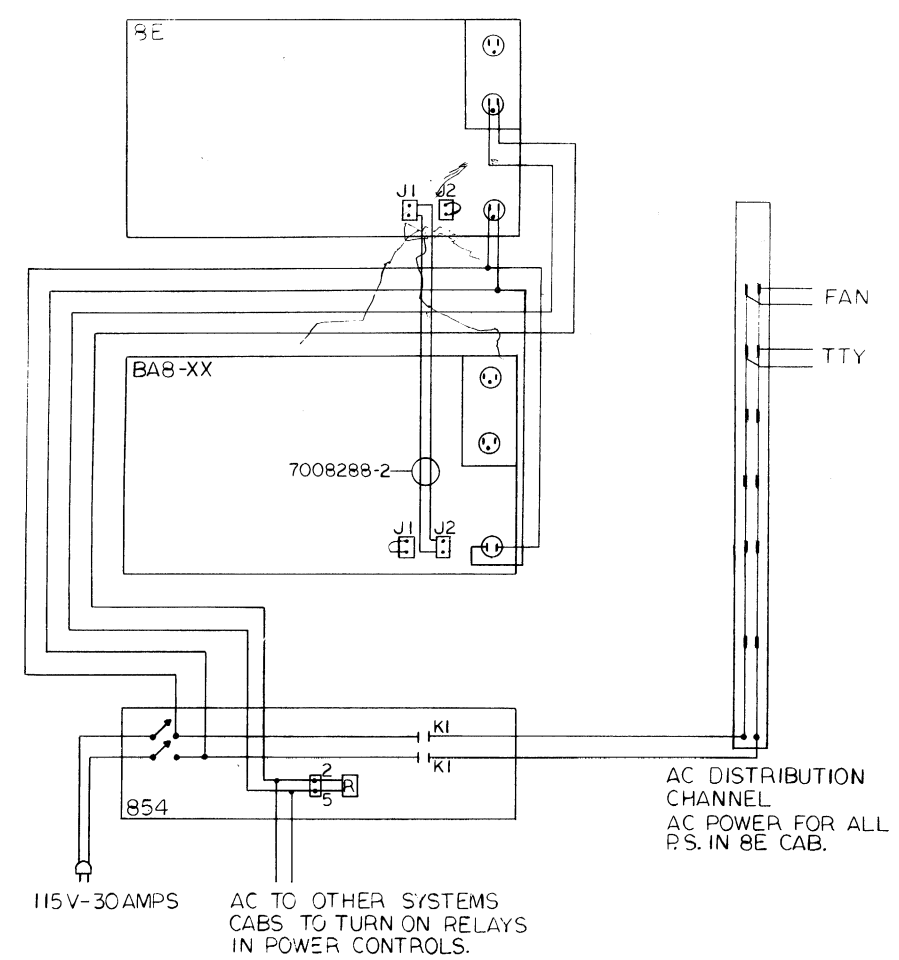 8E
J1
J2
FAN
TTY
BA8-XX
7008288-2
J1
J2
K1
K1
2
5
R
854
AC DISTRIBUTION
CHANNEL
AC POWER FOR ALL
P.S. IN 8E CAB.
115V-30AMPS
AC TO OTHER SYSTEMS
CABS TO TURN ON RELAYS
IN POWER CONTROLS.